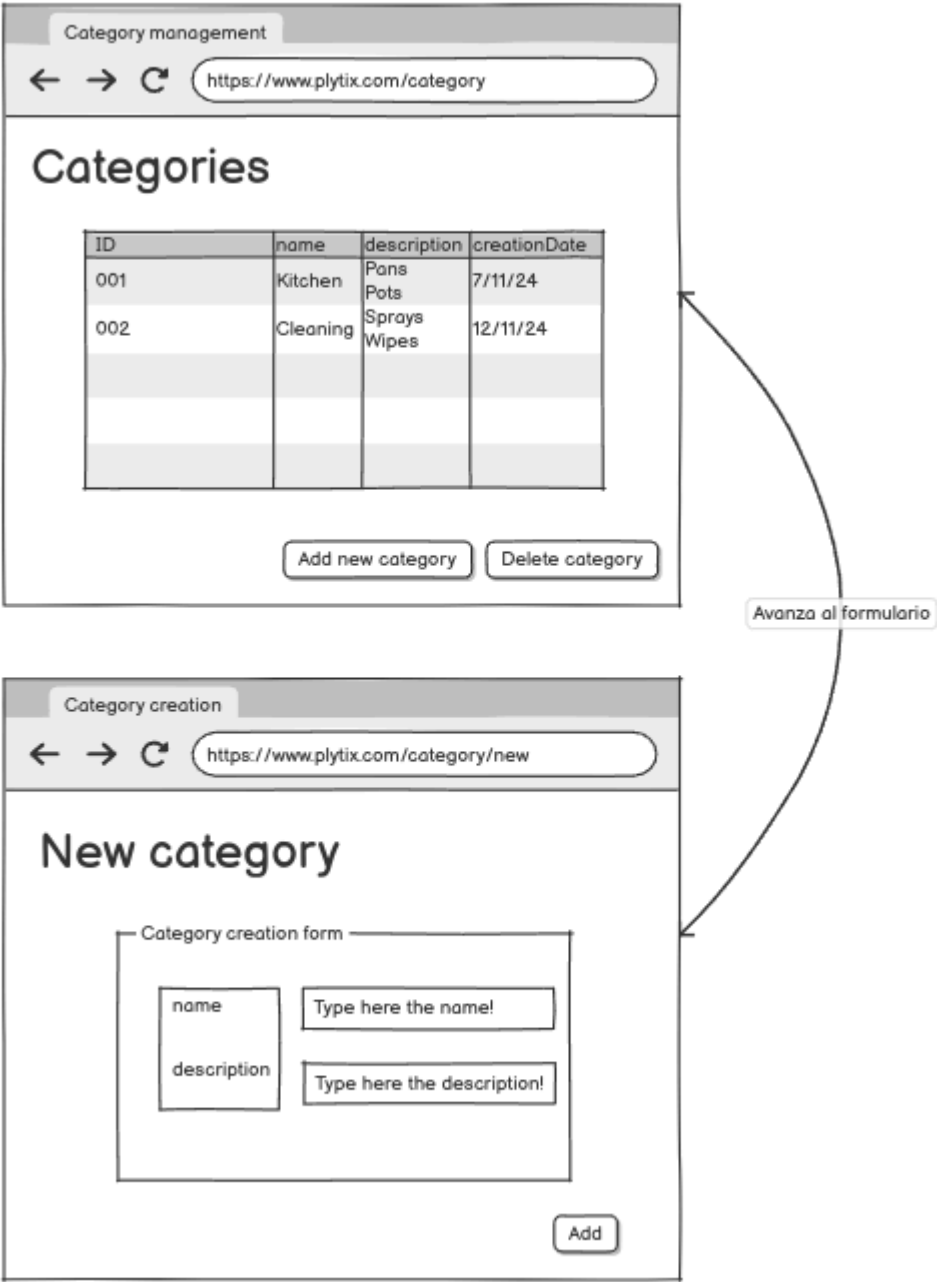 Category management
https://www.plytix.com/category
Categories
ID name description creationDate
001 Kitchen Pans Pots 7/11/24
002 Cleaning Sprays Wipes 12/11/24
Add new category Delete category
Avanza al formulario
Category creation
https://www.plytix.com/category/new
New category
Category creation form
name Type here the name!
description Type here the description!
Add